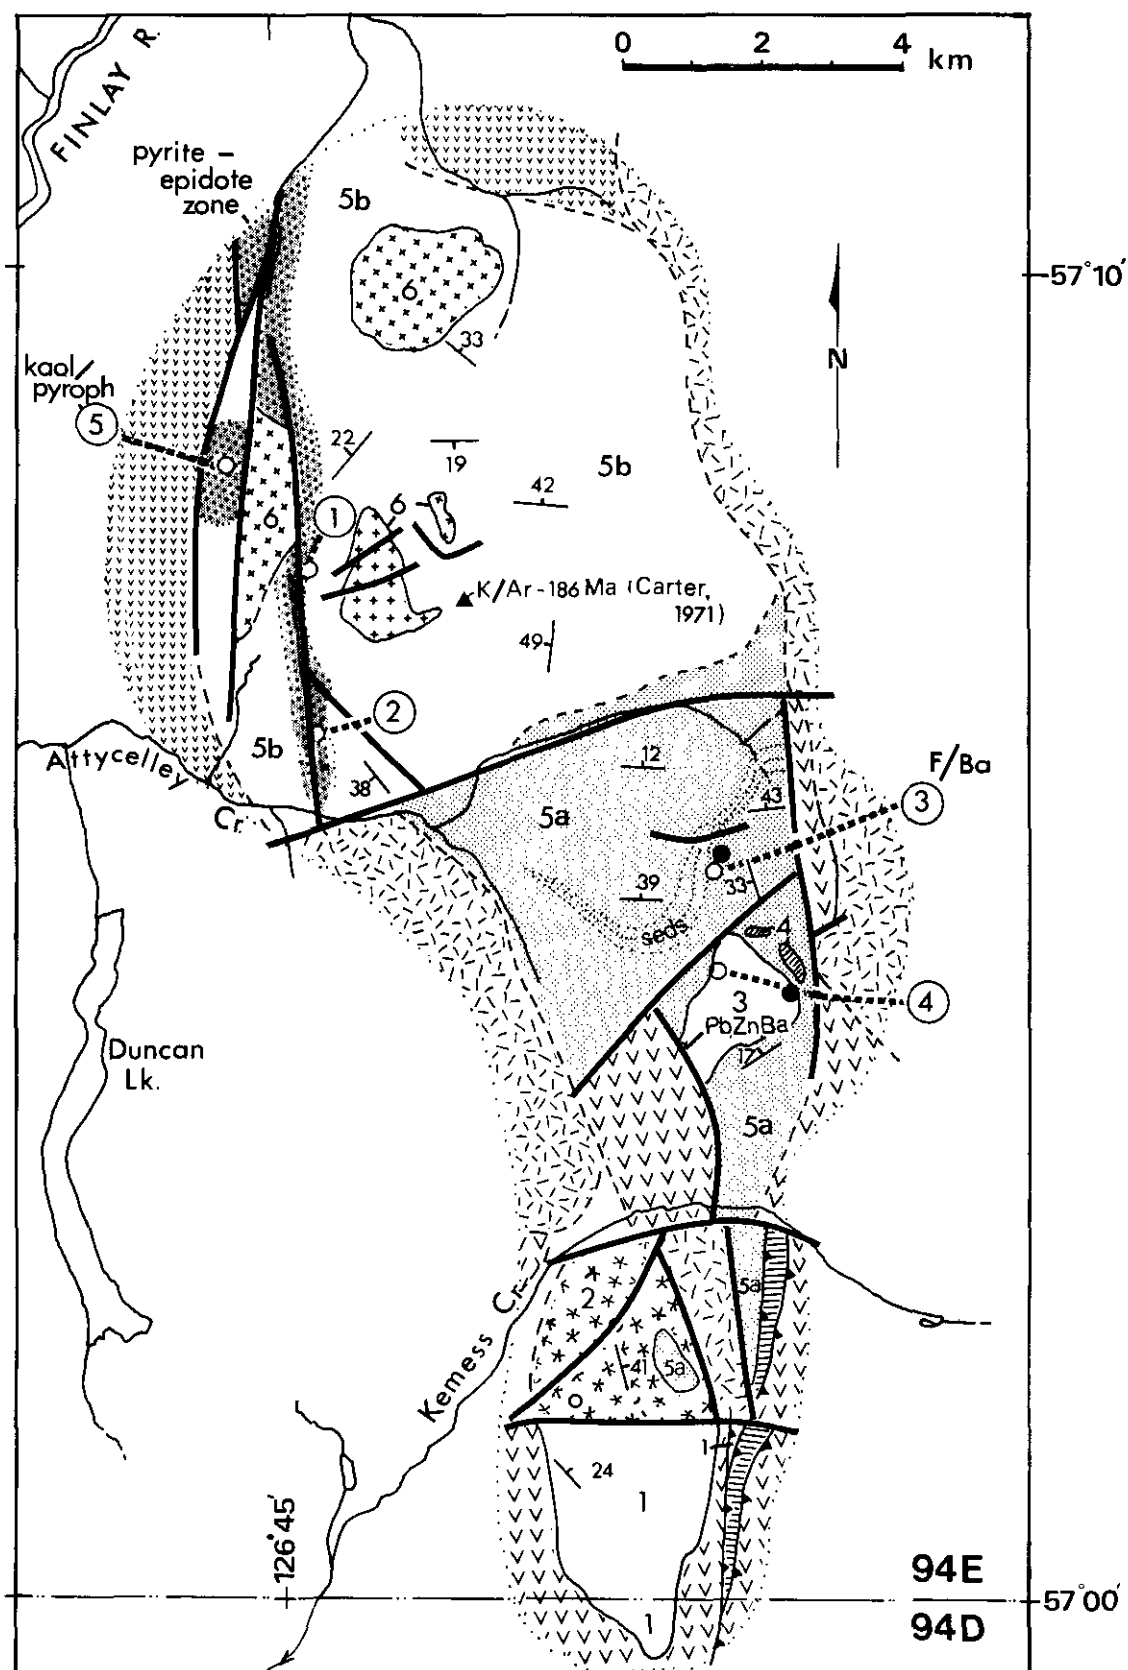 0 2 4 km
FINLAY R.
pyrite –
epidote
zone
5b
57°10'
6
33
N
kaol/
pyroph
5
22
19
5b
42
6
1
6
K/Ar-186 Ma (Carter,
1971)
49
2
5b
12
Attycelley
Cr.
38
F/Ba
43
3
5a
39
33
seds
4
3
4
PbZnBa
17
Duncan
Lk.
5a
2
5a
41
5a
Kemess Cr.
1
24
1
126°45'
94E
57°00'
94D
1